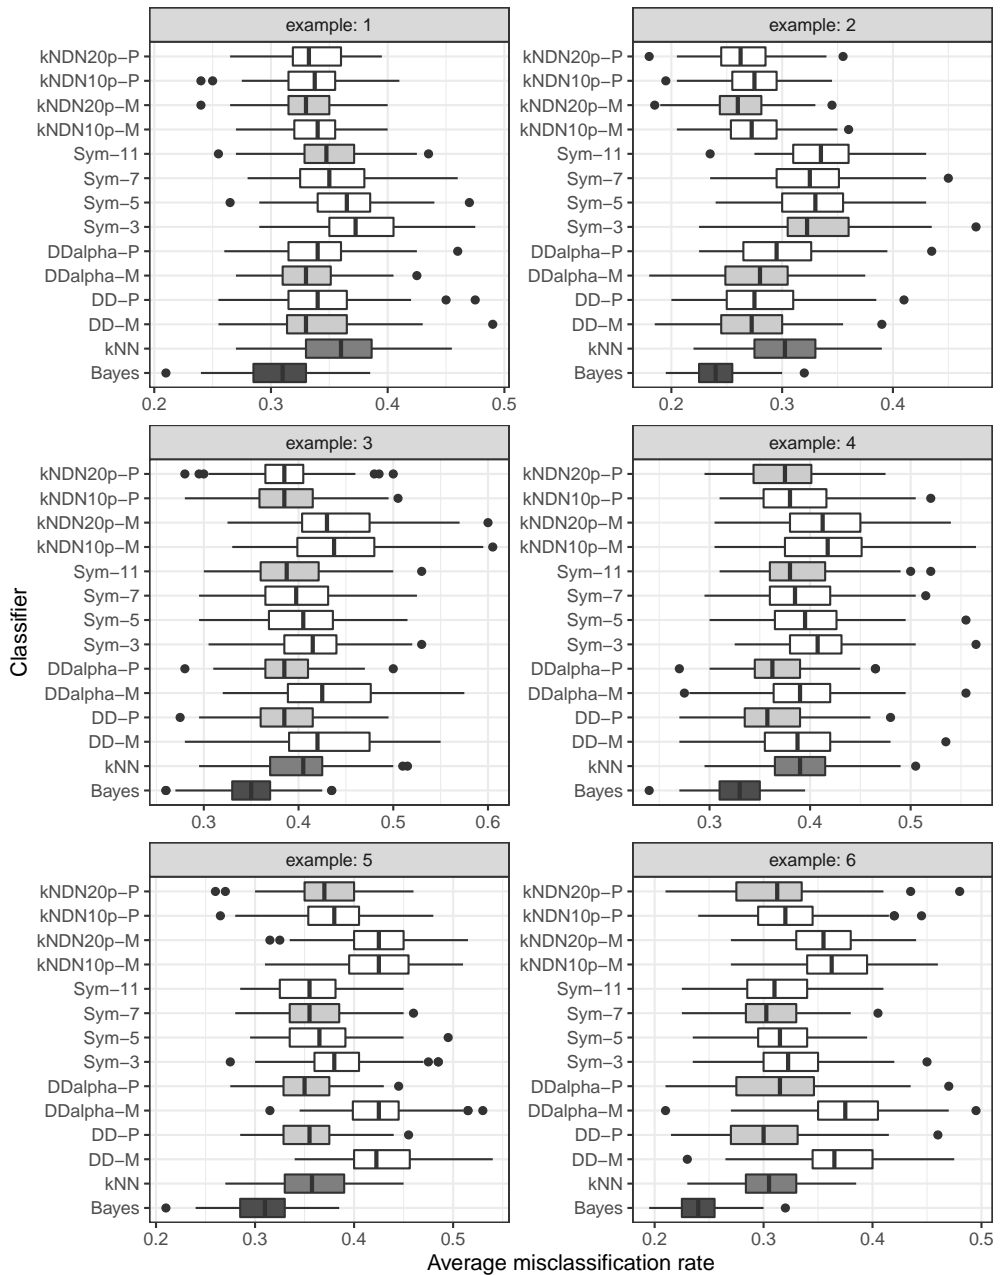 example: 1
kNDN20p−P
kNDN10p−P
kNDN20p−M
kNDN10p−M
Sym−11
Sym−7
Sym−5
Sym−3
DDalpha−P
DDalpha−M
DD−P
DD−M
kNN
Bayes
0.2 0.3 0.4 0.5
example: 2
kNDN20p−P
kNDN10p−P
kNDN20p−M
kNDN10p−M
Sym−11
Sym−7
Sym−5
Sym−3
DDalpha−P
DDalpha−M
DD−P
DD−M
kNN
Bayes
0.2 0.3 0.4
example: 3
kNDN20p−P
kNDN10p−P
kNDN20p−M
kNDN10p−M
Sym−11
Sym−7
Sym−5
Sym−3
DDalpha−P
DDalpha−M
DD−P
DD−M
kNN
Bayes
0.3 0.4 0.5 0.6
example: 4
kNDN20p−P
kNDN10p−P
kNDN20p−M
kNDN10p−M
Sym−11
Sym−7
Sym−5
Sym−3
DDalpha−P
DDalpha−M
DD−P
DD−M
kNN
Bayes
0.3 0.4 0.5
example: 5
kNDN20p−P
kNDN10p−P
kNDN20p−M
kNDN10p−M
Sym−11
Sym−7
Sym−5
Sym−3
DDalpha−P
DDalpha−M
DD−P
DD−M
kNN
Bayes
0.2 0.3 0.4 0.5
example: 6
kNDN20p−P
kNDN10p−P
kNDN20p−M
kNDN10p−M
Sym−11
Sym−7
Sym−5
Sym−3
DDalpha−P
DDalpha−M
DD−P
DD−M
kNN
Bayes
0.2 0.3 0.4 0.5
Classifier
Average misclassification rate